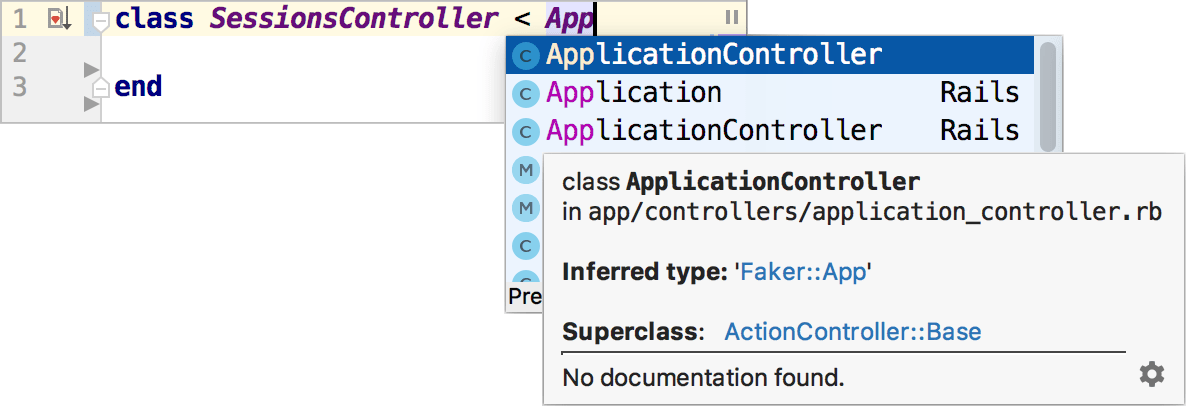 1 class SessionsController < App
2
3 end
C ApplicationController
C Application Rails
C ApplicationController Rails
M
M
C
Pre
class ApplicationController
in app/controllers/application_controller.rb
Inferred type: 'Faker::App'
Superclass: ActionController::Base
No documentation found.